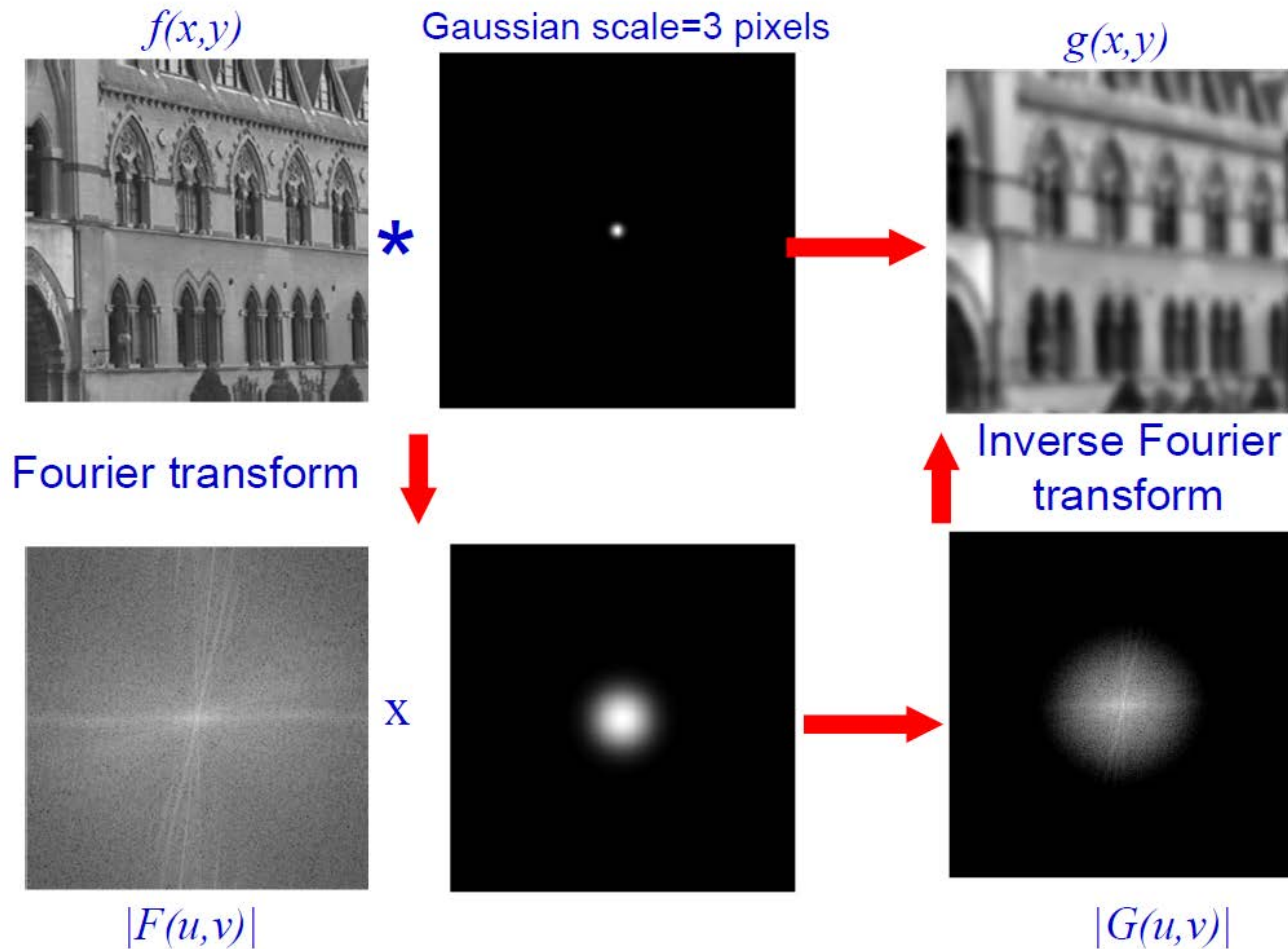 f(x,y)
Gaussian scale=3 pixels
g(x,y)
*
Fourier transform
Inverse Fourier
transform
x
|F(u,v)|
|G(u,v)|